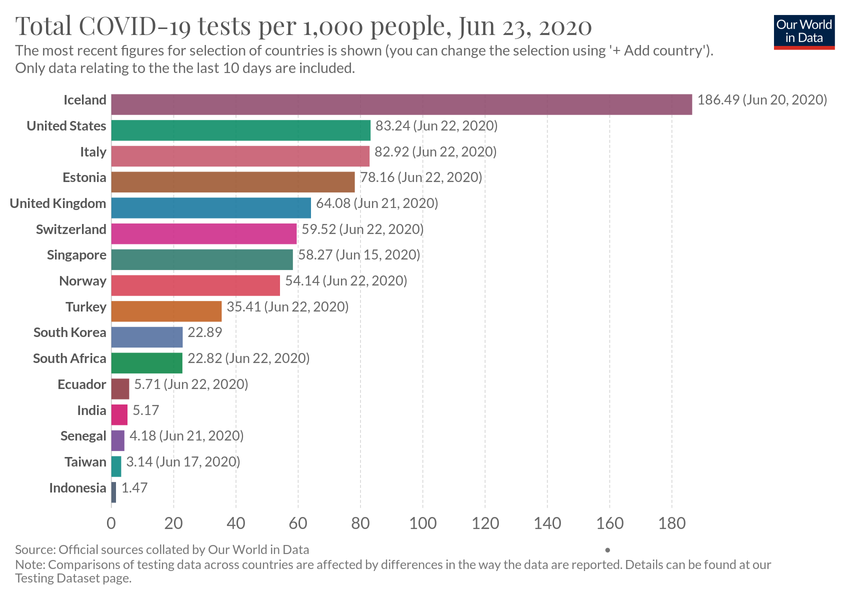 Total COVID-19 tests per 1,000 people, Jun 23, 2020
Our World
in Data
The most recent figures for selection of countries is shown (you can change the selection using '+ Add country').
Only data relating to the the last 10 days are included.
Iceland 186.49 (Jun 20, 2020)
United States 83.24 (Jun 22, 2020)
Italy 82.92 (Jun 22, 2020)
Estonia 78.16 (Jun 22, 2020)
United Kingdom 64.08 (Jun 21, 2020)
Switzerland 59.52 (Jun 22, 2020)
Singapore 58.27 (Jun 15, 2020)
Norway 54.14 (Jun 22, 2020)
Turkey 35.41 (Jun 22, 2020)
South Korea 22.89
South Africa 22.82 (Jun 22, 2020)
Ecuador 5.71 (Jun 22, 2020)
India 5.17
Senegal 4.18 (Jun 21, 2020)
Taiwan 3.14 (Jun 17, 2020)
Indonesia 1.47
0 20 40 60 80 100 120 140 160 180
Source: Official sources collated by Our World in Data •
Note: Comparisons of testing data across countries are affected by differences in the way the data are reported. Details can be found at our
Testing Dataset page.